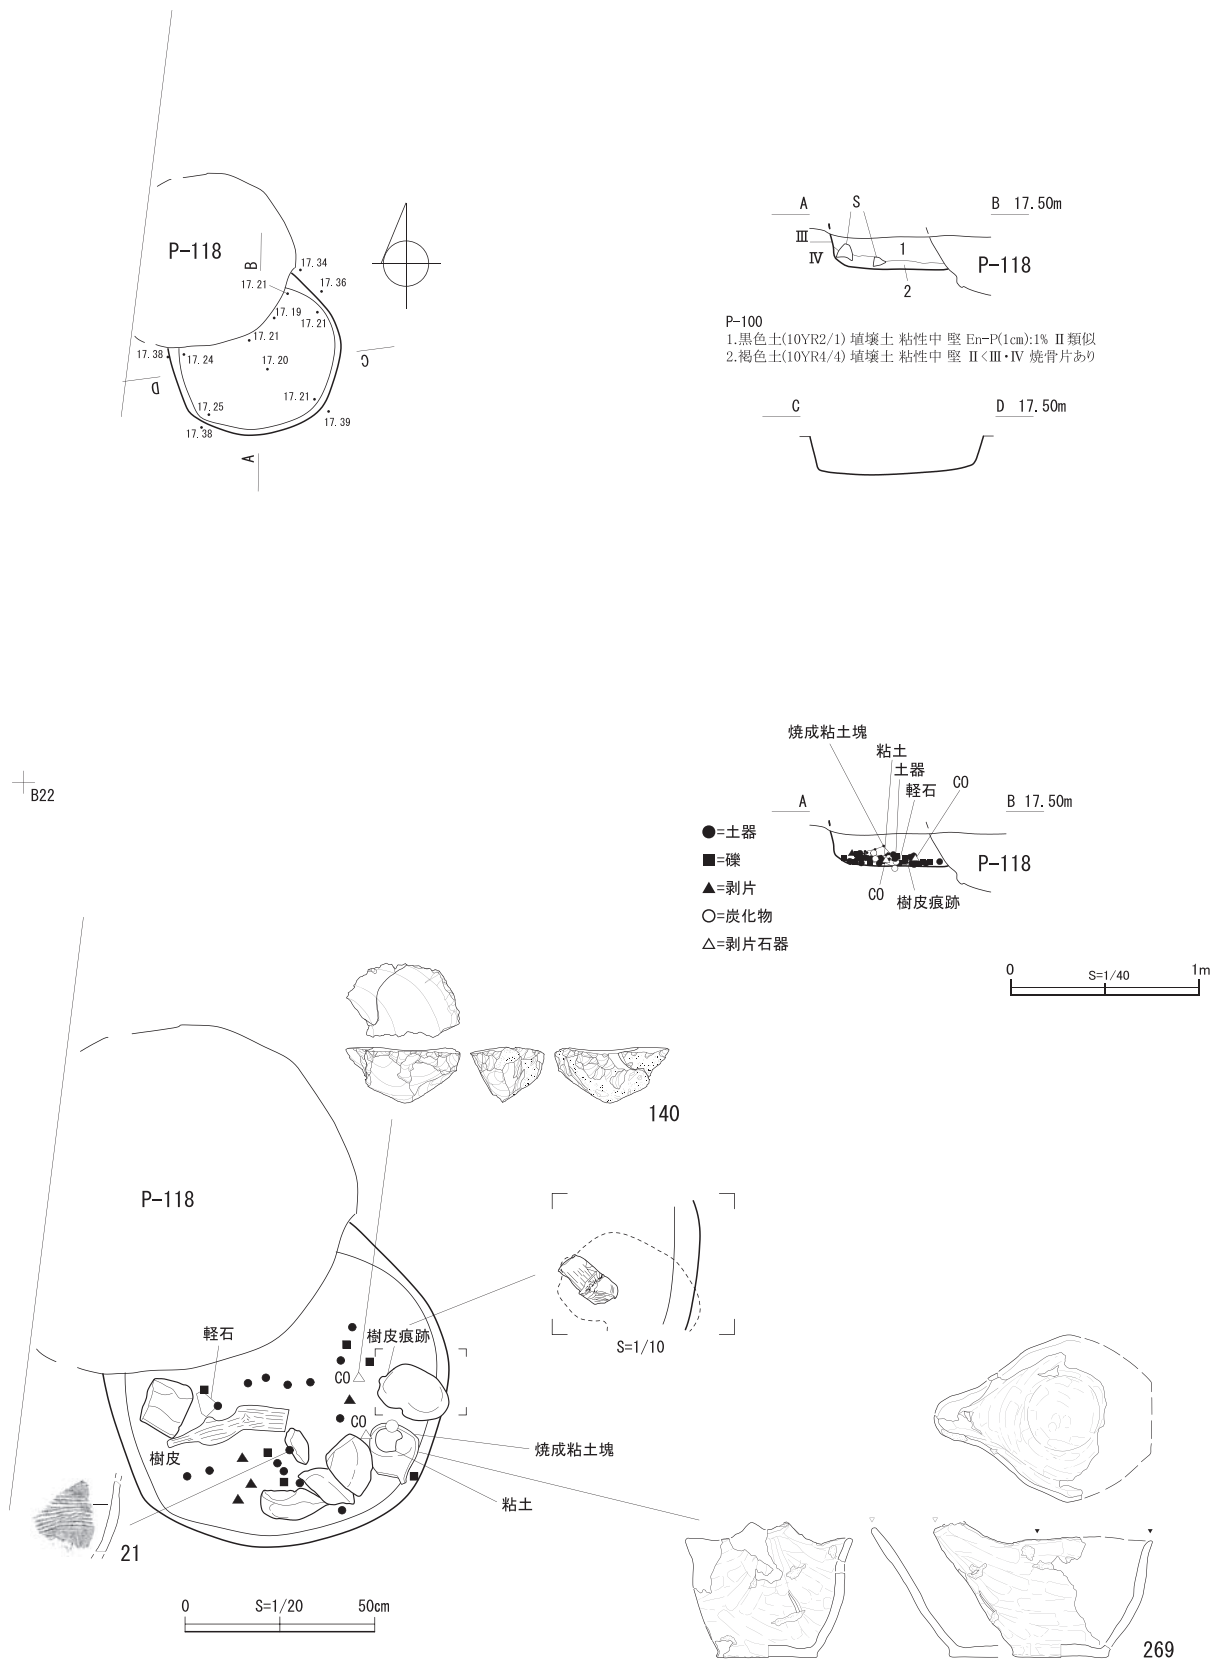 P-118
B
17.34
17.36
17.21
17.19
17.21
17.21
17.38
17.24
17.20
C
D
17.21
17.25
17.39
17.38
A
A
S
B 17.50m
Ⅲ
Ⅳ
1
P-118
2
P-100
1.黒色土(10YR2/1) 埴壌土 粘性中 堅 En-P(1cm):1% Ⅱ類似
2.褐色土(10YR4/4) 埴壌土 粘性中 堅 Ⅱ<Ⅲ・Ⅳ 焼骨片あり
C
D 17.50m
焼成粘土塊
粘土
土器
軽石
CO
B22
A
B 17.50m
●=土器
■=礫
▲=剥片
○=炭化物
△=剥片石器
P-118
CO
樹皮痕跡
0
S=1/40
1m
140
P-118
軽石
樹皮痕跡
S=1/10
CO
CO
樹皮
焼成粘土塊
粘土
21
0
S=1/20
50cm
269